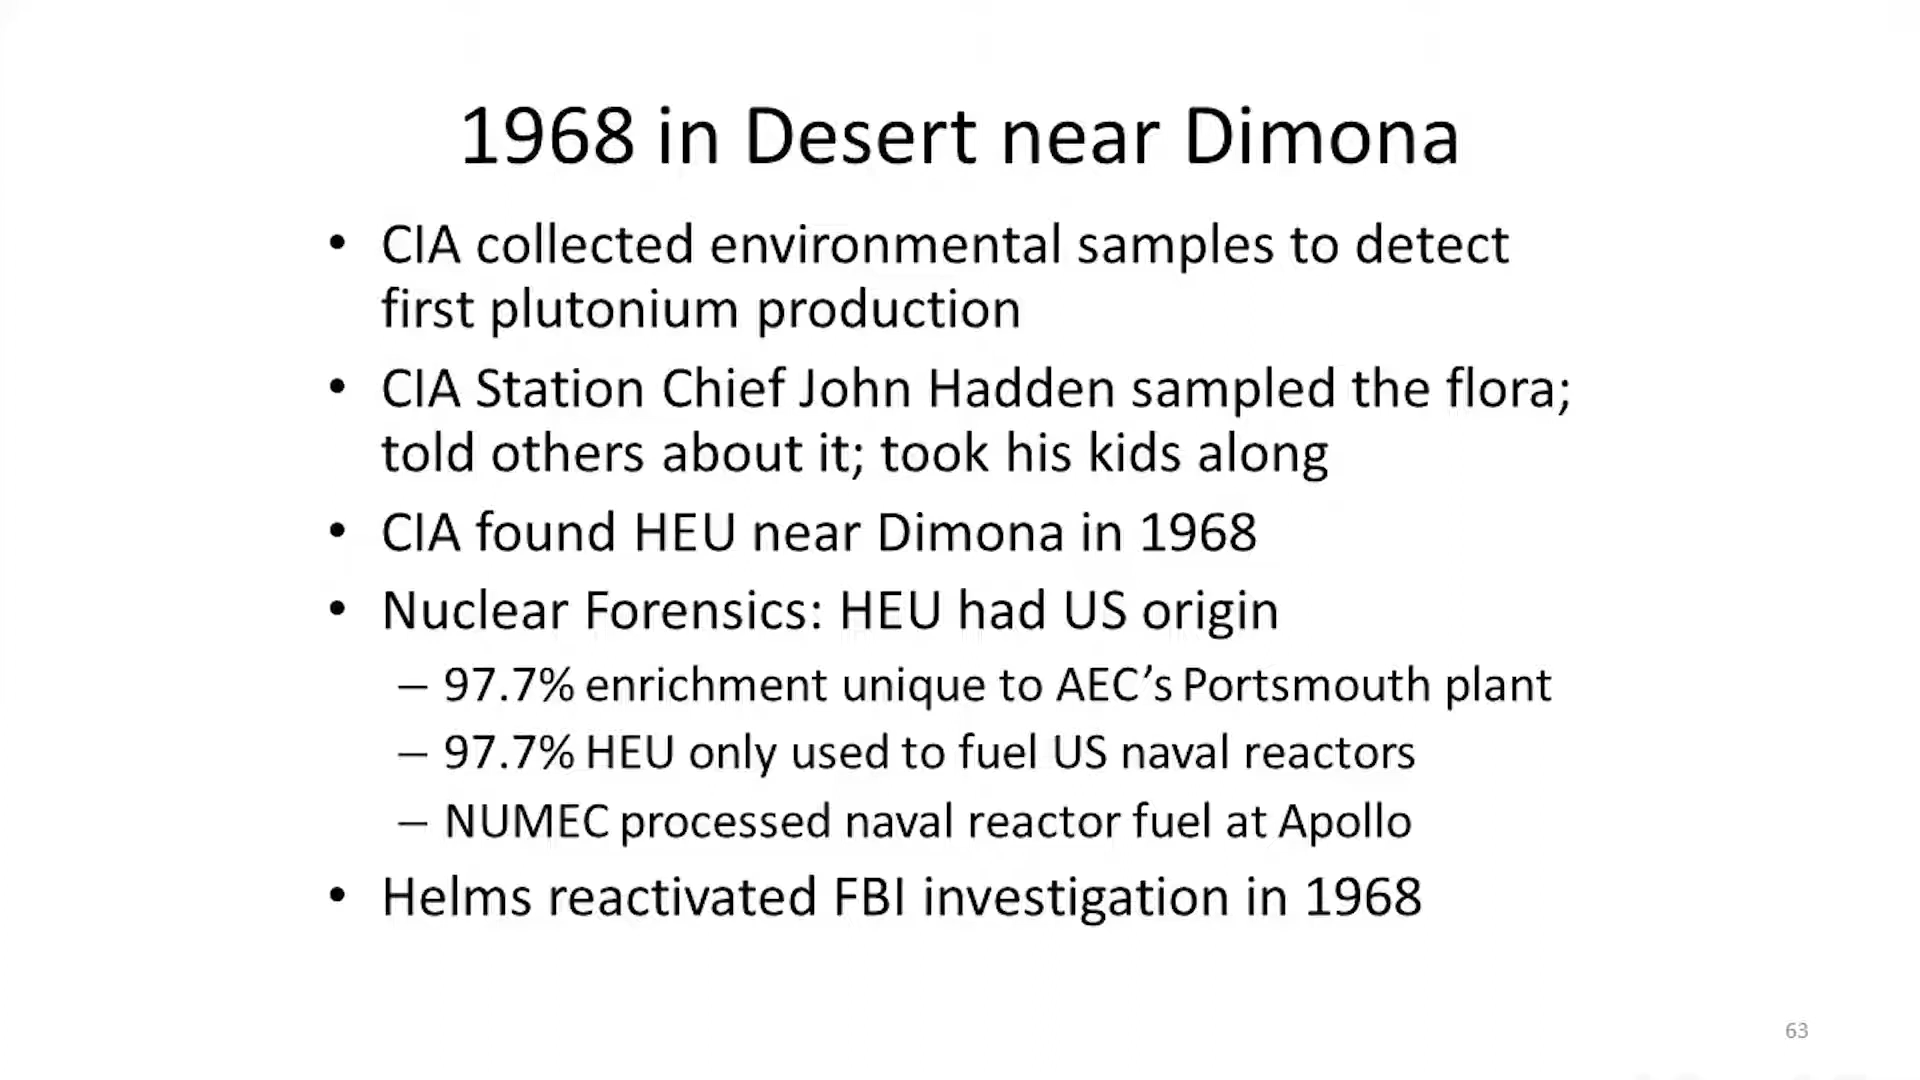 1968 in Desert near Dimona
• CIA collected environmental samples to detect
first plutonium production
• CIA Station Chief John Hadden sampled the flora;
told others about it; took his kids along
• CIA found HEU near Dimona in 1968
• Nuclear Forensics: HEU had US origin
– 97.7% enrichment unique to AEC’s Portsmouth plant
– 97.7% HEU only used to fuel US naval reactors
– NUMEC processed naval reactor fuel at Apollo
• Helms reactivated FBI investigation in 1968
63